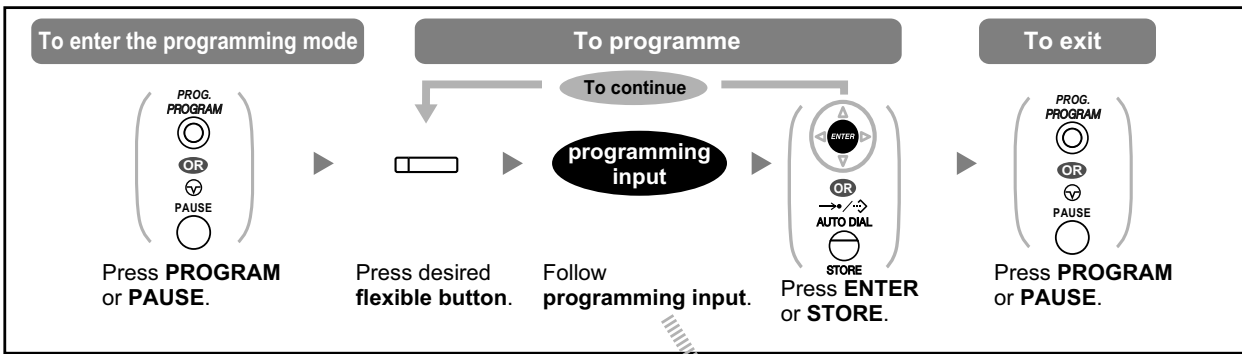 To enter the programming mode
To programme
To exit
To continue
PROG.
PROGRAM
OR
PAUSE
Press PROGRAM
or PAUSE.
Press desired
flexible button.
programming
input
Follow
programming input.
ENTER
OR
AUTO DIAL
STORE
Press ENTER
or STORE.
PROG.
PROGRAM
OR
PAUSE
Press PROGRAM
or PAUSE.